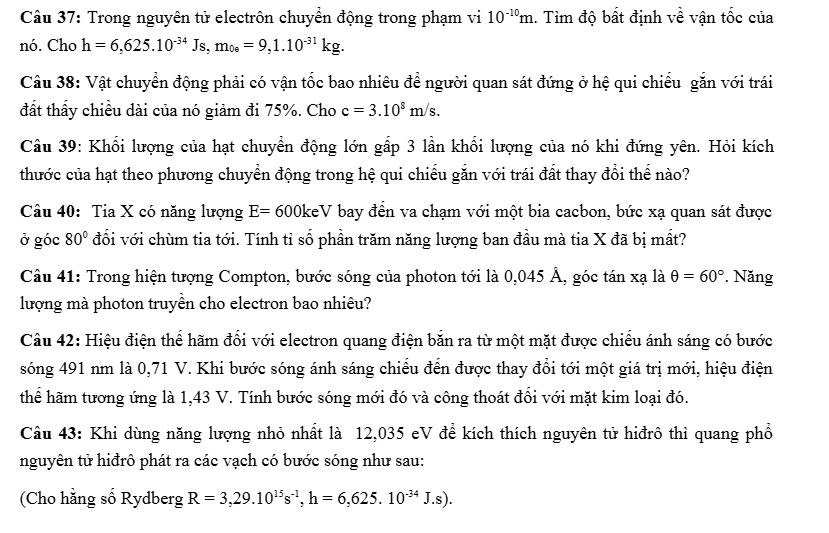 Câu 37: Trong nguyên tử electrôn chuyển động trong phạm vi 10⁻¹⁰m. Tìm độ bất định về vận tốc của
nó. Cho h = 6,625.10⁻³⁴ Js, m₀ₑ = 9,1.10⁻³¹ kg.
Câu 38: Vật chuyển động phải có vận tốc bao nhiêu để người quan sát đứng ở hệ qui chiếu gắn với trái
đất thấy chiều dài của nó giảm đi 75%. Cho c = 3.10⁸ m/s.
Câu 39: Khối lượng của hạt chuyển động lớn gấp 3 lần khối lượng của nó khi đứng yên. Hỏi kích
thước của hạt theo phương chuyển động trong hệ qui chiếu gắn với trái đất thay đổi thế nào?
Câu 40: Tia X có năng lượng E= 600keV bay đến va chạm với một bia cacbon, bức xạ quan sát được
ở góc 80⁰ đối với chùm tia tới. Tính tỉ số phần trăm năng lượng ban đầu mà tia X đã bị mất?
Câu 41: Trong hiện tượng Compton, bước sóng của photon tới là 0,045 Å, góc tán xạ là θ = 60°. Năng
lượng mà photon truyền cho electron bao nhiêu?
Câu 42: Hiệu điện thế hãm đối với electron quang điện bắn ra từ một mặt được chiếu ánh sáng có bước
sóng 491 nm là 0,71 V. Khi bước sóng ánh sáng chiếu đến được thay đổi tới một giá trị mới, hiệu điện
thế hãm tương ứng là 1,43 V. Tính bước sóng mới đó và công thoát đối với mặt kim loại đó.
Câu 43: Khi dùng năng lượng nhỏ nhất là 12,035 eV để kích thích nguyên tử hiđrô thì quang phổ
nguyên tử hiđrô phát ra các vạch có bước sóng như sau:
(Cho hằng số Rydberg R = 3,29.10¹⁵s⁻¹, h = 6,625. 10⁻³⁴ J.s).